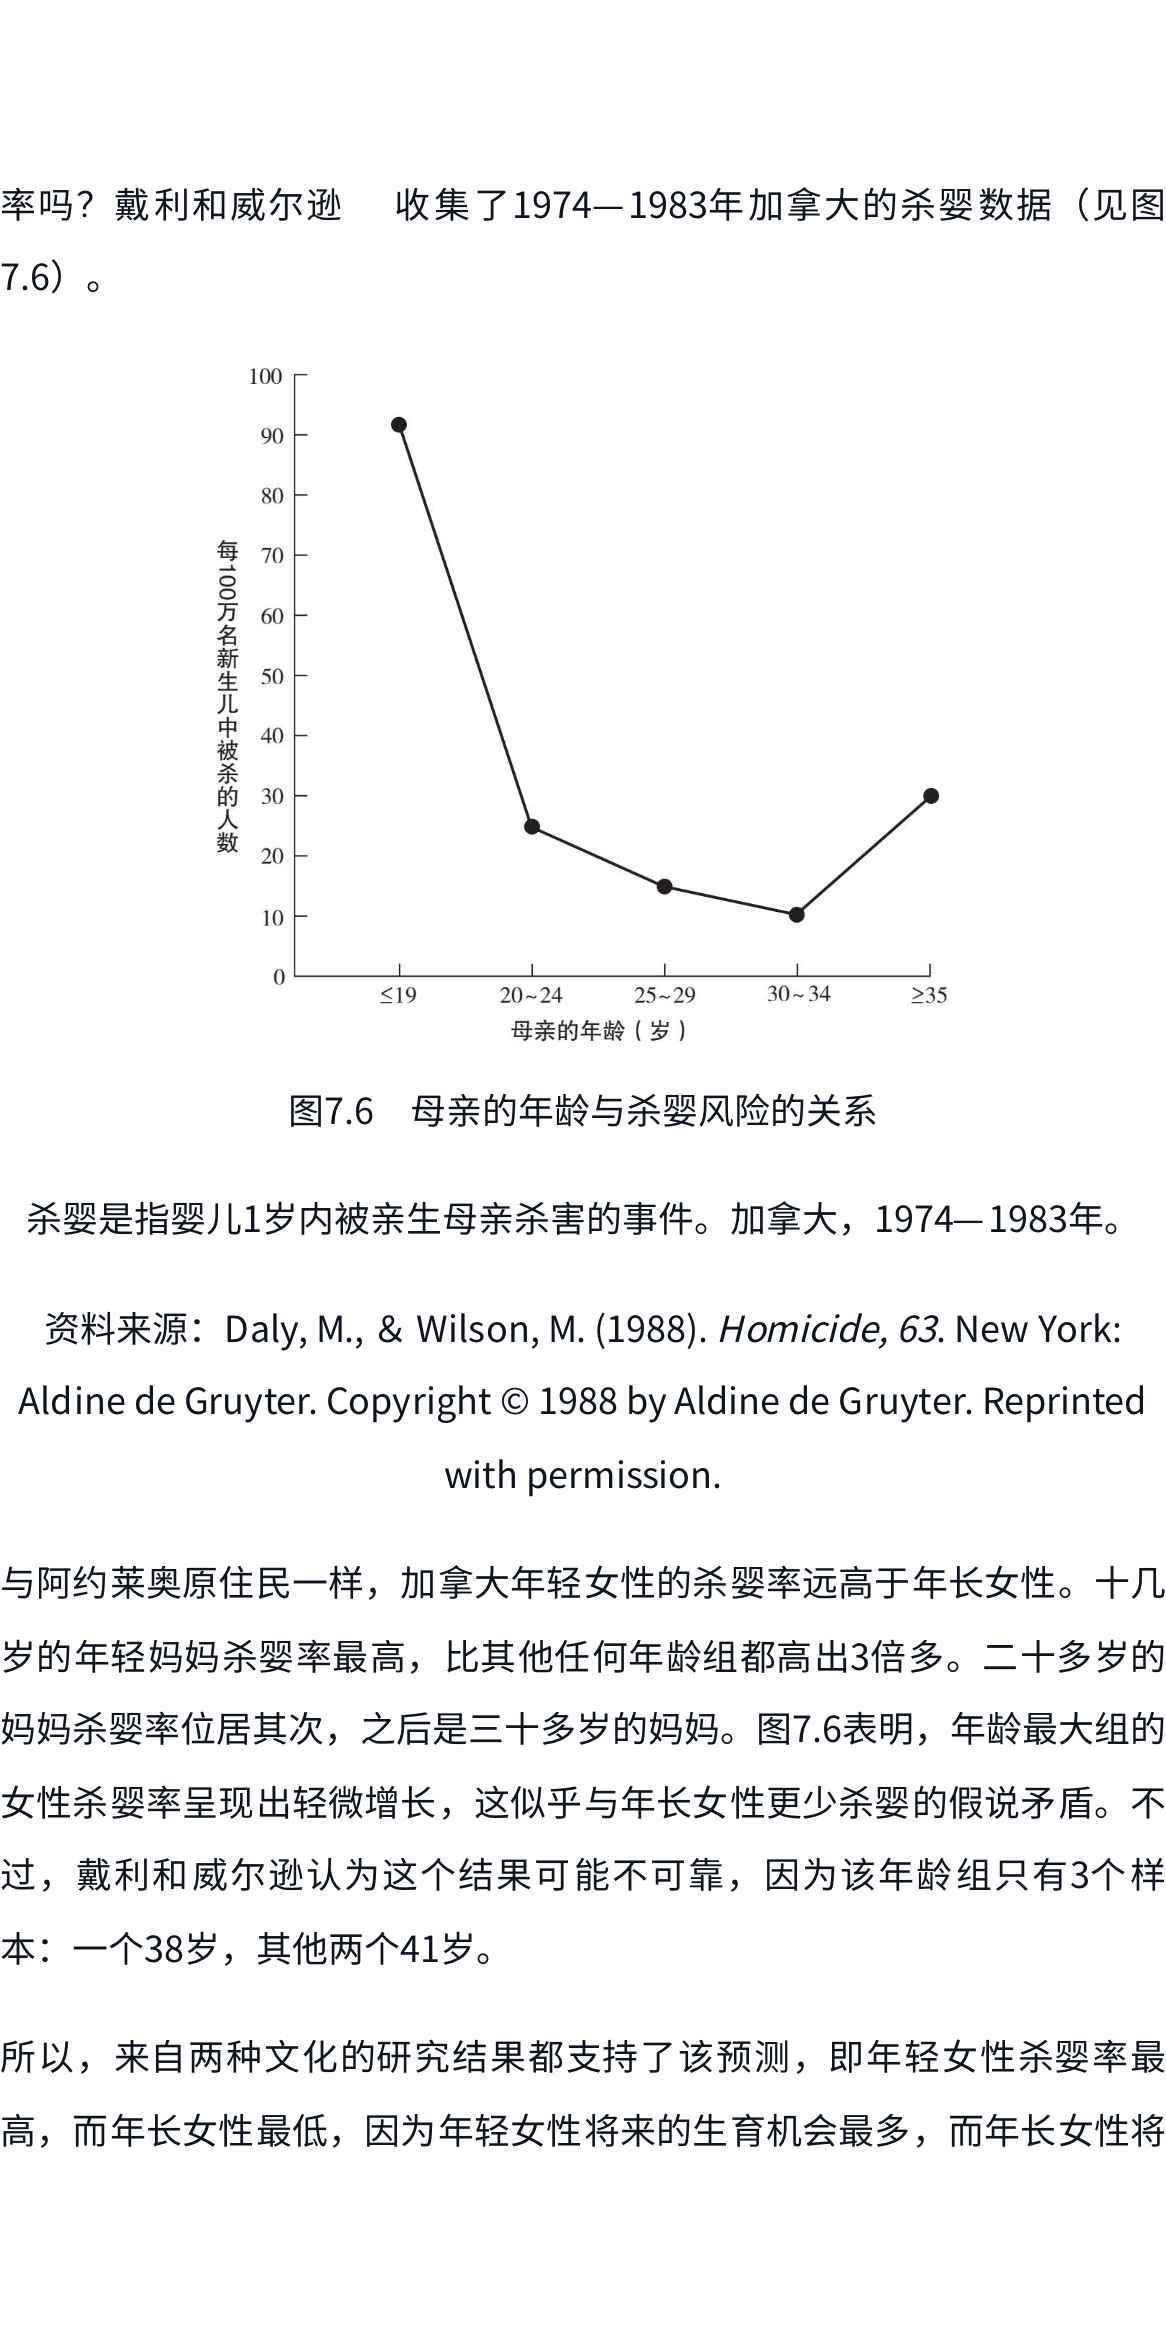 率吗？戴利和威尔逊 收集了1974—1983年加拿大的杀婴数据（见图
7.6）。
100
90
80
70
60
50
40
30
20
10
0
每100万名新生儿中被杀的人数
≤19 20~24 25~29 30~34 ≥35
母亲的年龄（岁）
图7.6 母亲的年龄与杀婴风险的关系
杀婴是指婴儿1岁内被亲生母亲杀害的事件。加拿大，1974—1983年。
资料来源：Daly, M., & Wilson, M. (1988). Homicide, 63. New York:
Aldine de Gruyter. Copyright © 1988 by Aldine de Gruyter. Reprinted
with permission.
与阿约莱奥原住民一样，加拿大年轻女性的杀婴率远高于年长女性。十几
岁的年轻妈妈杀婴率最高，比其他任何年龄组都高出3倍多。二十多岁的
妈妈杀婴率位居其次，之后是三十多岁的妈妈。图7.6表明，年龄最大组的
女性杀婴率呈现出轻微增长，这似乎与年长女性更少杀婴的假说矛盾。不
过，戴利和威尔逊认为这个结果可能不可靠，因为该年龄组只有3个样
本：一个38岁，其他两个41岁。
所以，来自两种文化的研究结果都支持了该预测，即年轻女性杀婴率最
高，而年长女性最低，因为年轻女性将来的生育机会最多，而年长女性将